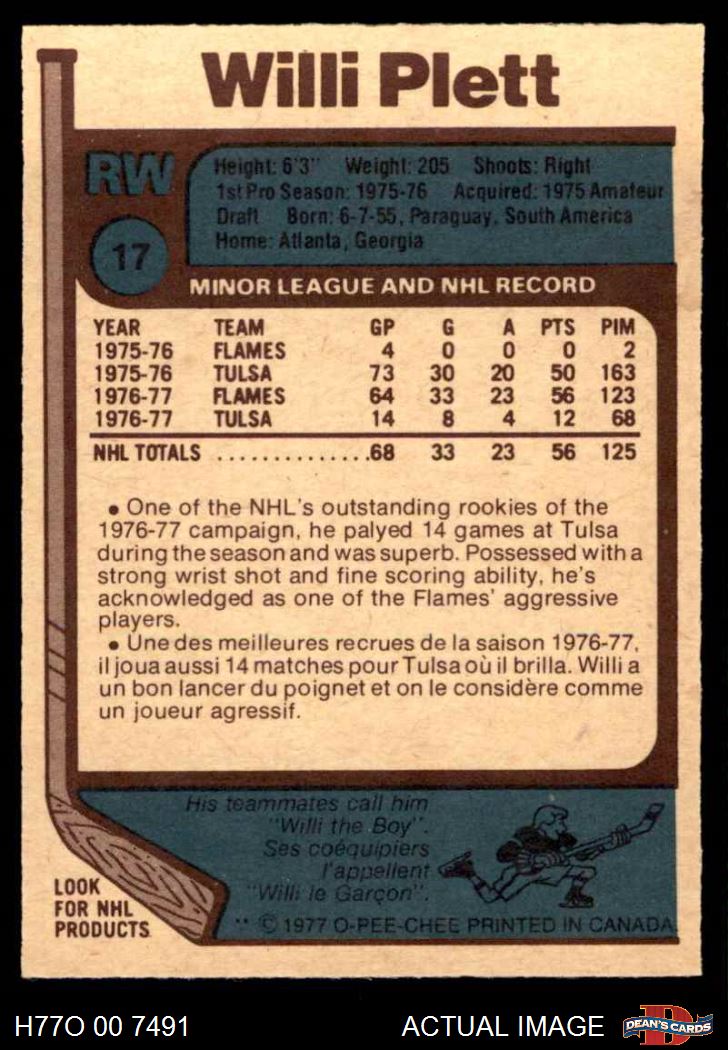 Willi Plett
RW
17
Height: 6'3" Weight: 205 Shoots: Right
1st Pro Season: 1975-76 Acquired: 1975 Amateur
Draft Born: 6-7-55, Paraguay, South America
Home: Atlanta, Georgia
MINOR LEAGUE AND NHL RECORD
YEAR TEAM GP G A PTS PIM
1975-76 FLAMES 4 0 0 0 2
1975-76 TULSA 73 30 20 50 163
1976-77 FLAMES 64 33 23 56 123
1976-77 TULSA 14 8 4 12 68
NHL TOTALS ..............68 33 23 56 125
• One of the NHL's outstanding rookies of the
1976-77 campaign, he palyed 14 games at Tulsa
during the season and was superb. Possessed with a
strong wrist shot and fine scoring ability, he's
acknowledged as one of the Flames' aggressive
players.
• Une des meilleures recrues de la saison 1976-77,
il joua aussi 14 matches pour Tulsa où il brilla. Willi a
un bon lancer du poignet et on le considère comme
un joueur agressif.
His teammates call him
"Willi the Boy".
Ses coéquipiers
l'appellent
"Willi le Garçon".
LOOK
FOR NHL
PRODUCTS
** © 1977 O-PEE-CHEE PRINTED IN CANADA
H77O 00 7491 ACTUAL IMAGE
D
DEAN'S CARDS